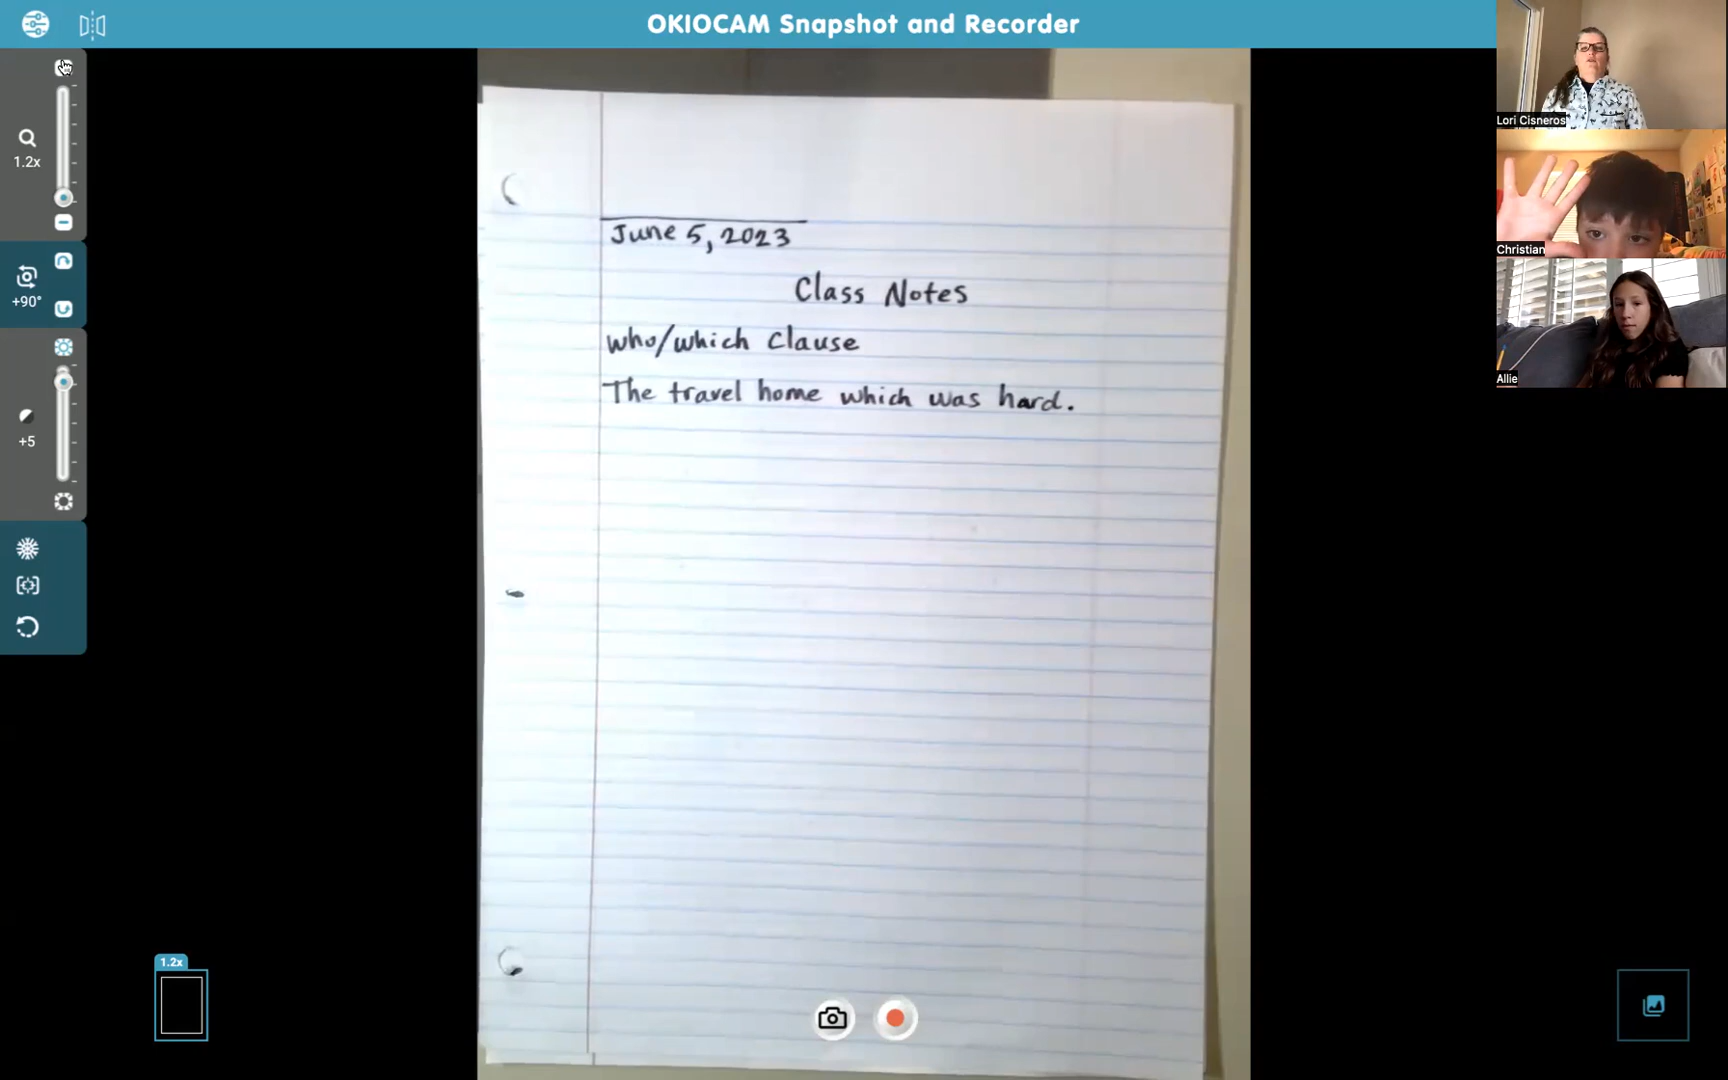 OKIOCAM Snapshot and Recorder
1.2x
+90°
+5
June 5, 2023
Class Notes
who/which Clause
The travel home which was hard.
1.2x
Lori Cisneros
Christian
Allie